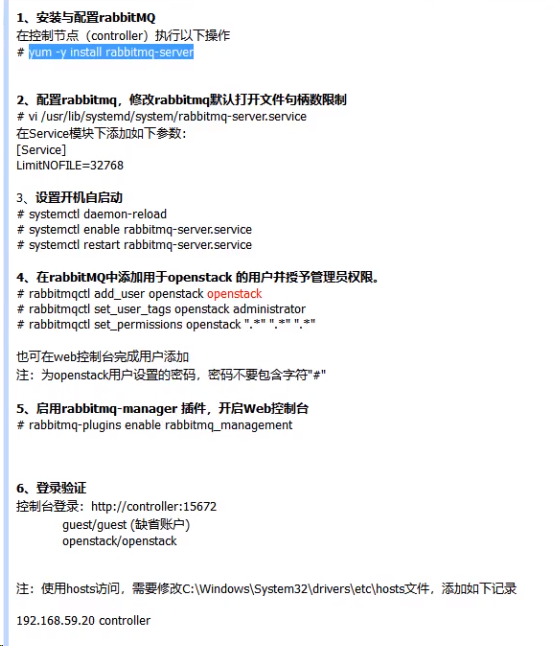 1、安装与配置rabbitMQ
在控制节点（controller）执行以下操作
# yum -y install rabbitmq-server
2、配置rabbitmq，修改rabbitmq默认打开文件句柄数限制
# vi /usr/lib/systemd/system/rabbitmq-server.service
在Service模块下添加如下参数：
[Service]
LimitNOFILE=32768
3、设置开机自启动
# systemctl daemon-reload
# systemctl enable rabbitmq-server.service
# systemctl restart rabbitmq-server.service
4、在rabbitMQ中添加用于openstack 的用户并授予管理员权限。
# rabbitmqctl add_user openstack openstack
# rabbitmqctl set_user_tags openstack administrator
# rabbitmqctl set_permissions openstack ".*" ".*" ".*"
也可在web控制台完成用户添加
注：为openstack用户设置的密码，密码不要包含字符"#"
5、启用rabbitmq-manager 插件，开启Web控制台
# rabbitmq-plugins enable rabbitmq_management
6、登录验证
控制台登录：http://controller:15672
guest/guest (缺省账户)
openstack/openstack
注：使用hosts访问，需要修改C:\Windows\System32\drivers\etc\hosts文件，添加如下记录
192.168.59.20 controller